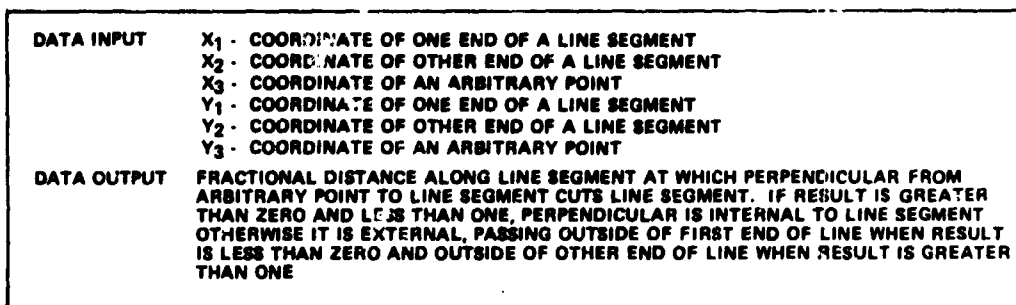 DATA INPUT X1 - COORDINATE OF ONE END OF A LINE SEGMENT
X2 - COORDINATE OF OTHER END OF A LINE SEGMENT
X3 - COORDINATE OF AN ARBITRARY POINT
Y1 - COORDINATE OF ONE END OF A LINE SEGMENT
Y2 - COORDINATE OF OTHER END OF A LINE SEGMENT
Y3 - COORDINATE OF AN ARBITRARY POINT
DATA OUTPUT FRACTIONAL DISTANCE ALONG LINE SEGMENT AT WHICH PERPENDICULAR FROM
ARBITRARY POINT TO LINE SEGMENT CUTS LINE SEGMENT. IF RESULT IS GREATER
THAN ZERO AND LESS THAN ONE, PERPENDICULAR IS INTERNAL TO LINE SEGMENT
OTHERWISE IT IS EXTERNAL, PASSING OUTSIDE OF FIRST END OF LINE WHEN RESULT
IS LESS THAN ZERO AND OUTSIDE OF OTHER END OF LINE WHEN RESULT IS GREATER
THAN ONE